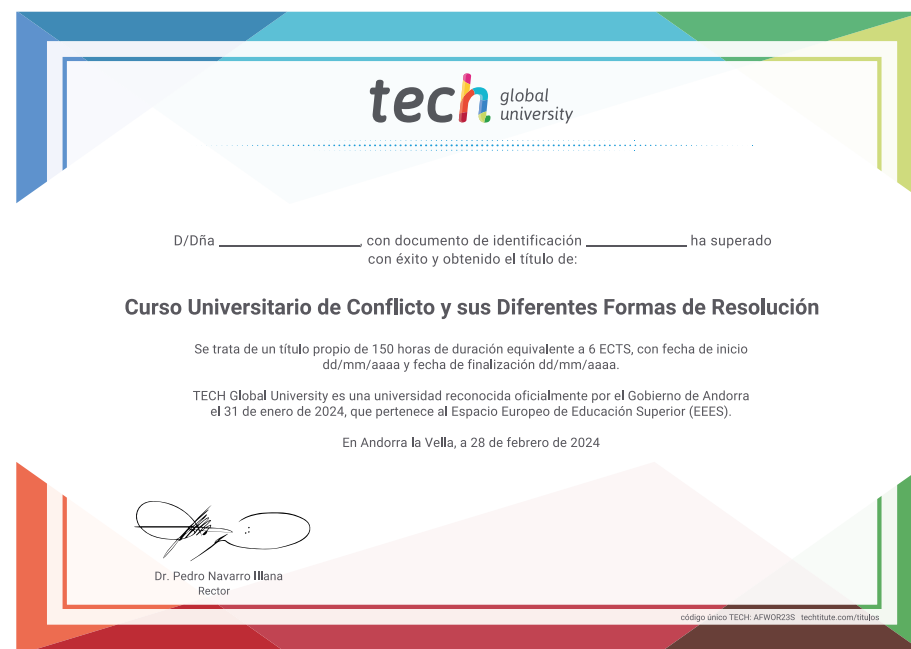 tech global university
D/Dña ______________, con documento de identificación __________ ha superado
con éxito y obtenido el título de:
Curso Universitario de Conflicto y sus Diferentes Formas de Resolución
Se trata de un título propio de 150 horas de duración equivalente a 6 ECTS, con fecha de inicio
dd/mm/aaaa y fecha de finalización dd/mm/aaaa.
TECH Global University es una universidad reconocida oficialmente por el Gobierno de Andorra
el 31 de enero de 2024, que pertenece al Espacio Europeo de Educación Superior (EEES).
En Andorra la Vella, a 28 de febrero de 2024
Dr. Pedro Navarro Illana
Rector
código único TECH: AFWOR23S techtitute.com/titulos